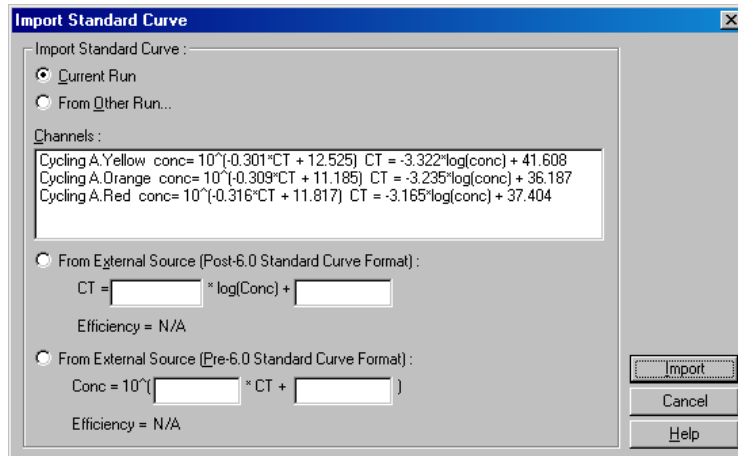 Import Standard Curve
Import Standard Curve :
Current Run
From Other Run...
Channels :
Cycling A.Yellow conc= 10^(-0.301*CT + 12.525) CT = -3.322*log(conc) + 41.608
Cycling A.Orange conc= 10^(-0.309*CT + 11.185) CT = -3.235*log(conc) + 36.187
Cycling A.Red conc= 10^(-0.316*CT + 11.817) CT = -3.165*log(conc) + 37.404
From External Source (Post-6.0 Standard Curve Format) :
CT = * log(Conc) +
Efficiency = N/A
From External Source (Pre-6.0 Standard Curve Format) :
Conc = 10^( * CT + )
Efficiency = N/A
Import
Cancel
Help